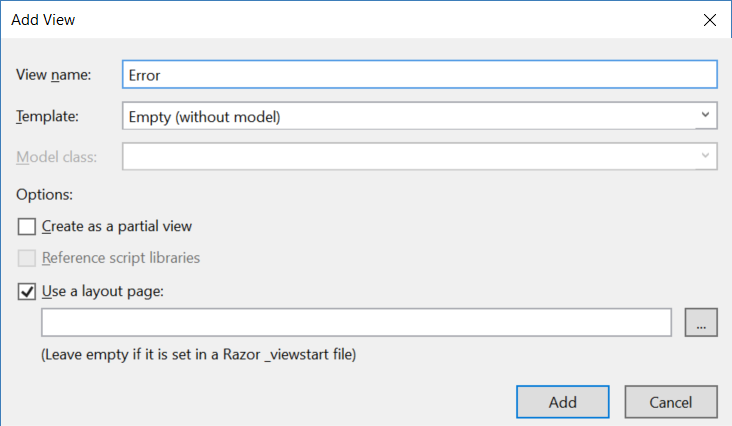 Add View
View name: Error
Template: Empty (without model)
Model class:
Options:
Create as a partial view
Reference script libraries
Use a layout page:
...
(Leave empty if it is set in a Razor _viewstart file)
Add Cancel